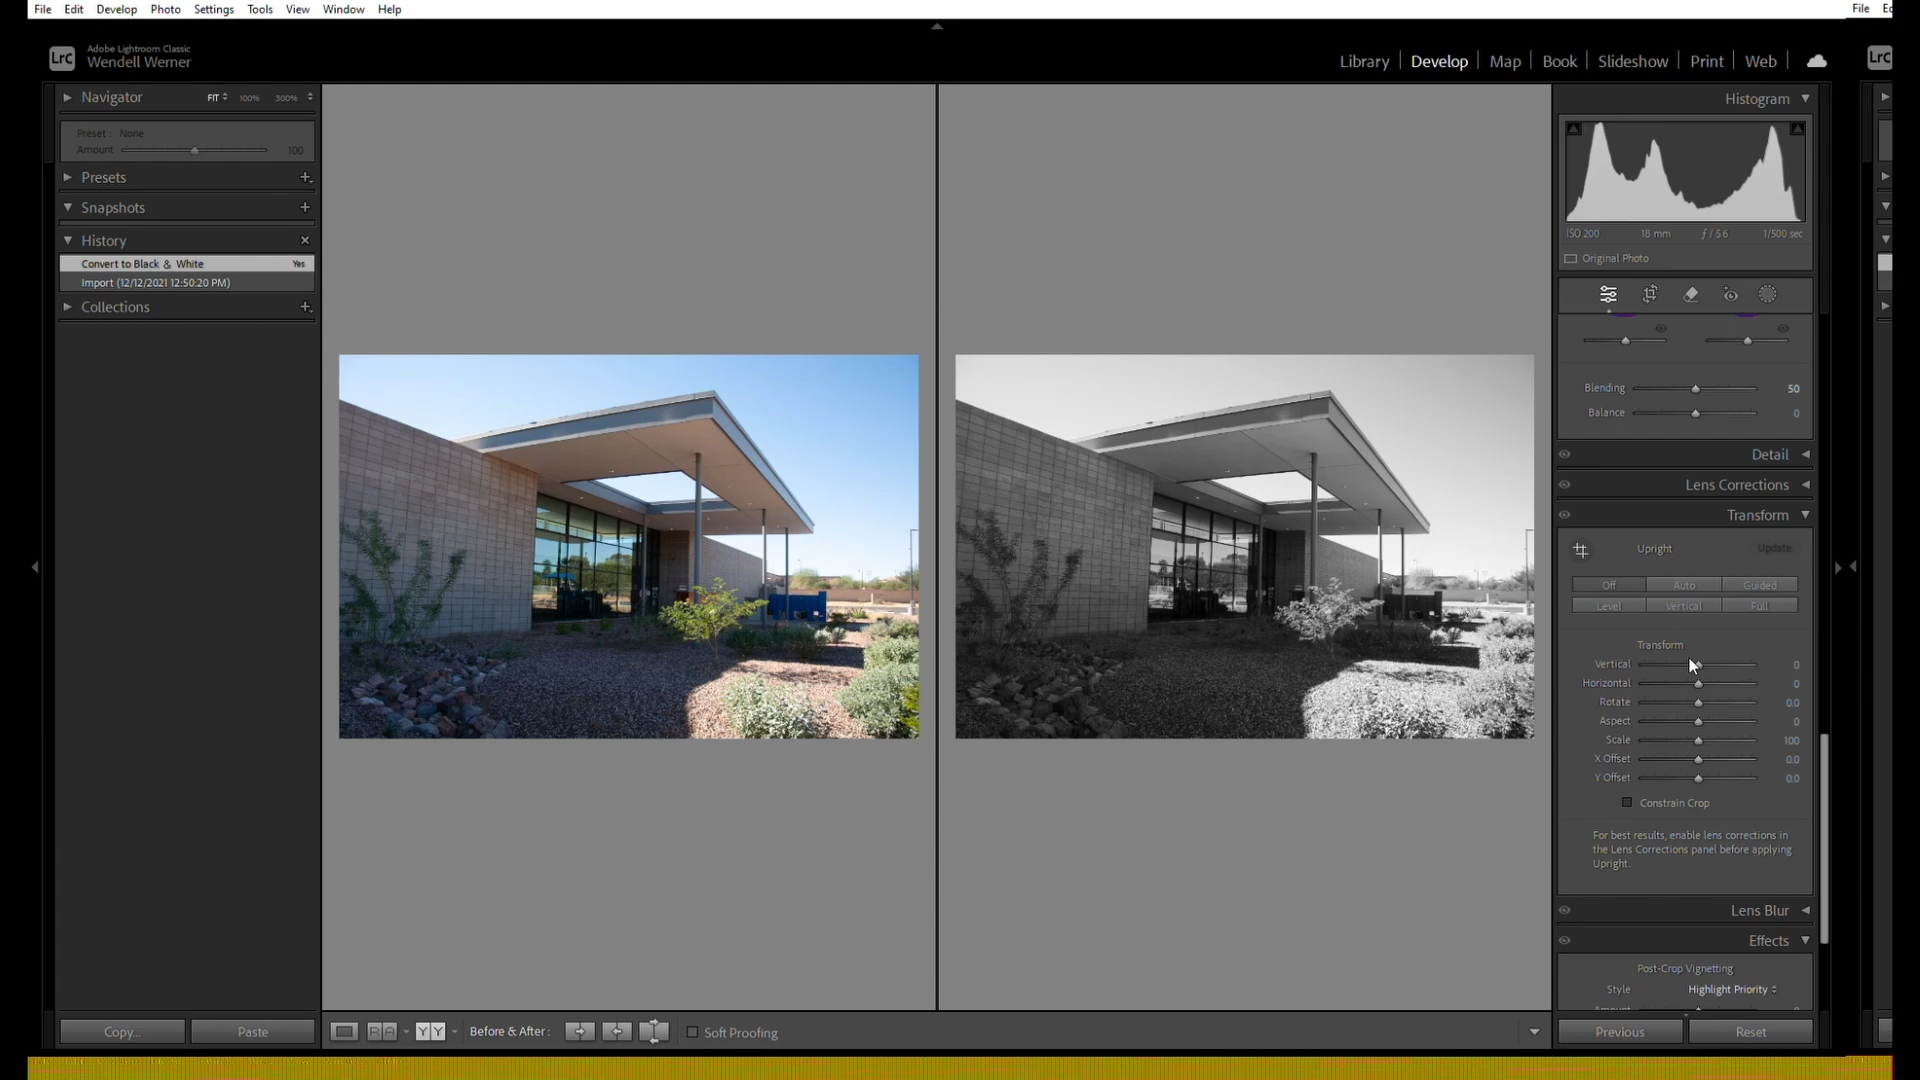 File Edit Develop Photo Settings Tools View Window Help
File
LrC
Adobe Lightroom Classic
Wendell Werner
Library Develop Map Book Slideshow Print Web
LrC
Navigator FIT 100% 300%
Preset : None
Amount 100
Presets
Snapshots
History
Convert to Black & White Yes
Import (12/12/2021 12:50:20 PM)
Collections
Copy...
Paste
RA
YY
Before & After :
Soft Proofing
Histogram
ISO 200 18 mm ƒ / 5.6 1/500 sec
Original Photo
Blending 50
Balance 0
Detail
Lens Corrections
Transform
Upright Update
Off Auto Guided
Level Vertical Full
Transform
Vertical 0
Horizontal 0
Rotate 0.0
Aspect 0
Scale 100
X Offset 0.0
Y Offset 0.0
Constrain Crop
For best results, enable lens corrections in
the Lens Corrections panel before applying
Upright.
Lens Blur
Effects
Post-Crop Vignetting
Style Highlight Priority
Previous
Reset